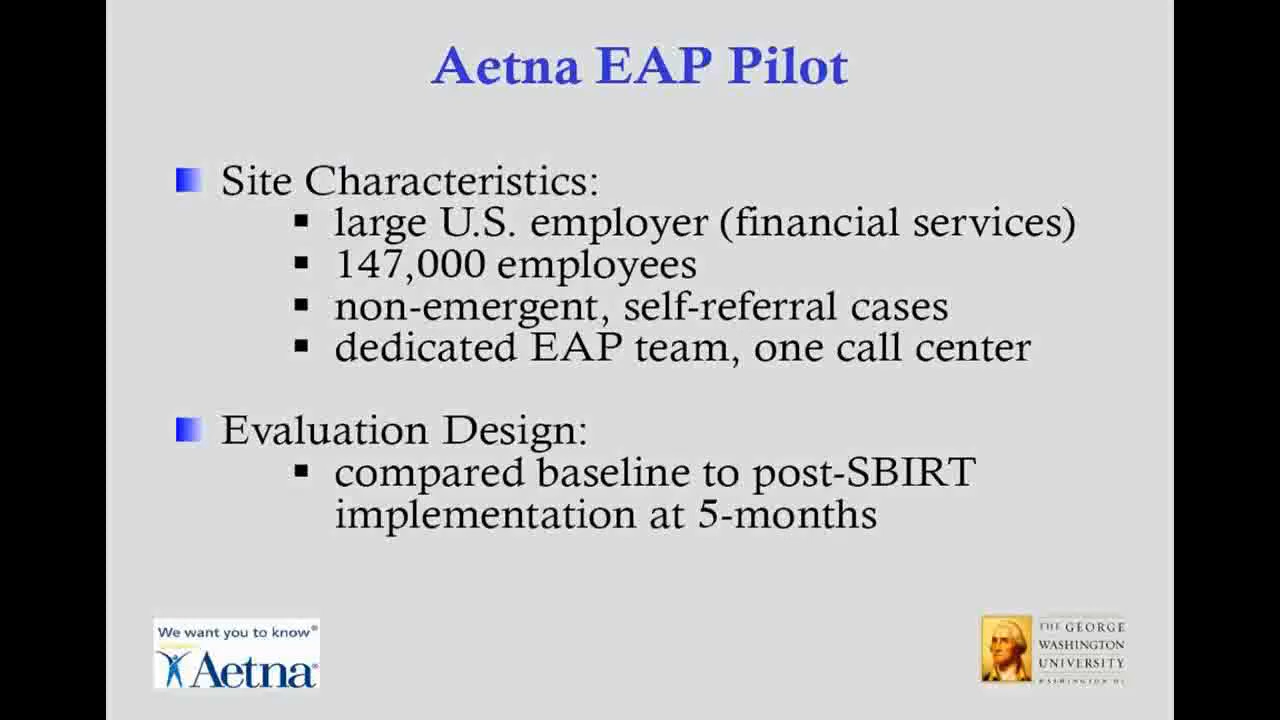 Aetna EAP Pilot
Site Characteristics:
▪ large U.S. employer (financial services)
▪ 147,000 employees
▪ non-emergent, self-referral cases
▪ dedicated EAP team, one call center
Evaluation Design:
▪ compared baseline to post-SBIRT
implementation at 5-months
We want you to know®
Aetna®
THE GEORGE
WASHINGTON
UNIVERSITY
WASHINGTON DC